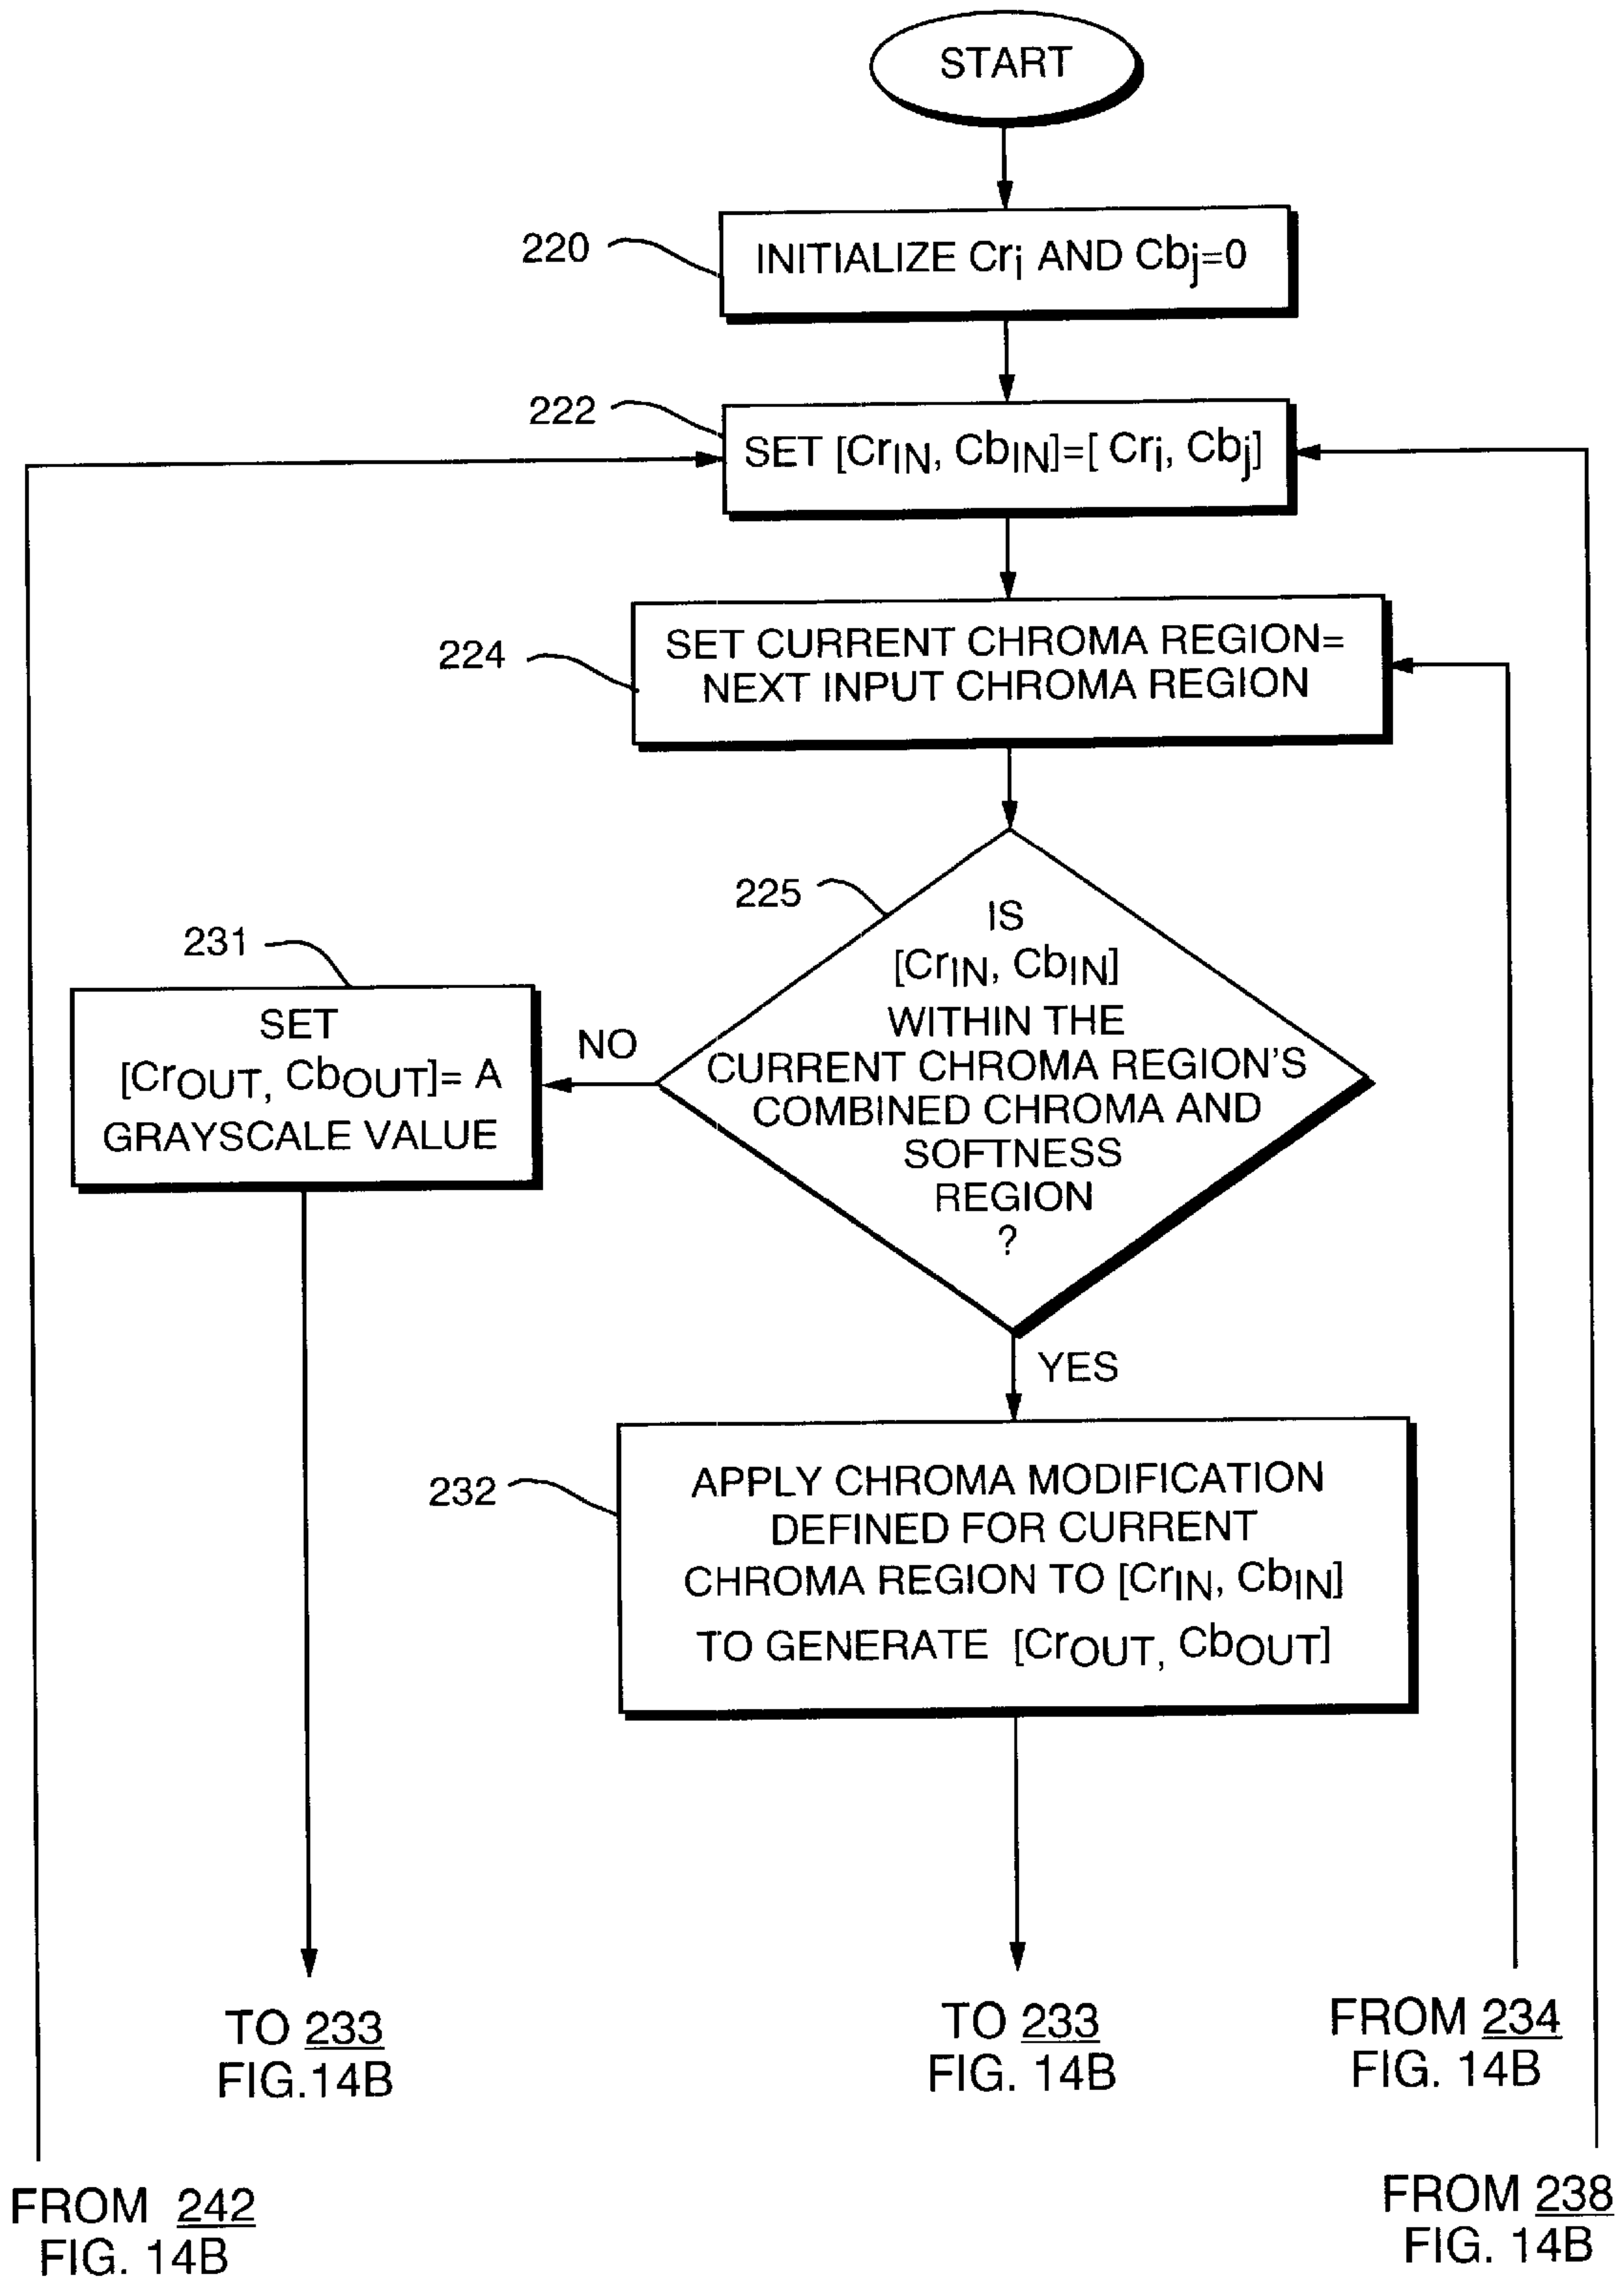 START
220
INITIALIZE Cri AND Cbj=0
222
SET [CrIN, CbIN]=[ Cri, Cbj]
224
SET CURRENT CHROMA REGION=
NEXT INPUT CHROMA REGION
225
IS
[CrIN, CbIN]
WITHIN THE
CURRENT CHROMA REGION'S
COMBINED CHROMA AND
SOFTNESS
REGION
?
NO
231
SET
[CrOUT, CbOUT]= A
GRAYSCALE VALUE
YES
232
APPLY CHROMA MODIFICATION
DEFINED FOR CURRENT
CHROMA REGION TO [CrIN, CbIN]
TO GENERATE [CrOUT, CbOUT]
TO 233
FIG.14B
TO 233
FIG. 14B
FROM 234
FIG. 14B
FROM 242
FIG. 14B
FROM 238
FIG. 14B